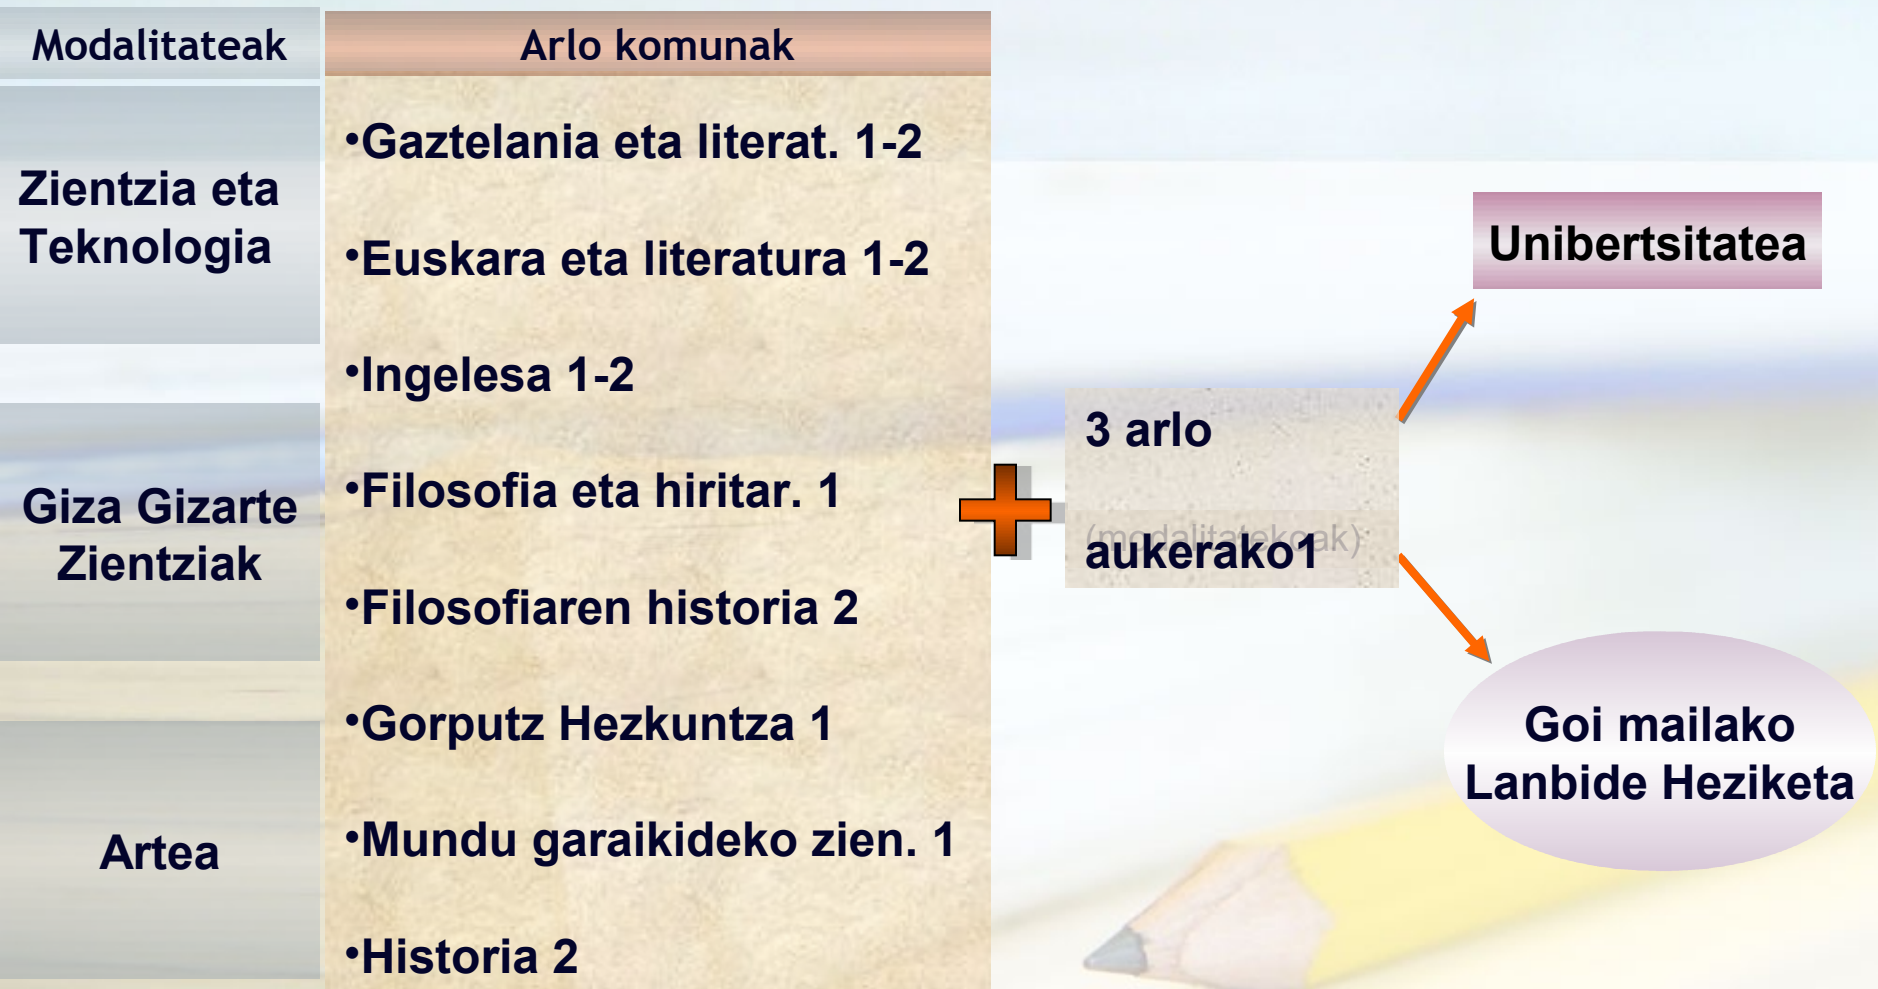 Modalitateak
Arlo komunak
Zientzia eta
Teknologia
Giza Gizarte
Zientziak
Artea
•Gaztelania eta literat. 1-2
•Euskara eta literatura 1-2
•Ingelesa 1-2
•Filosofia eta hiritar. 1
•Filosofiaren historia 2
•Gorputz Hezkuntza 1
•Mundu garaikideko zien. 1
•Historia 2
3 arlo
(modalitatekoak)
aukerako1
Unibertsitatea
Goi mailako
Lanbide Heziketa